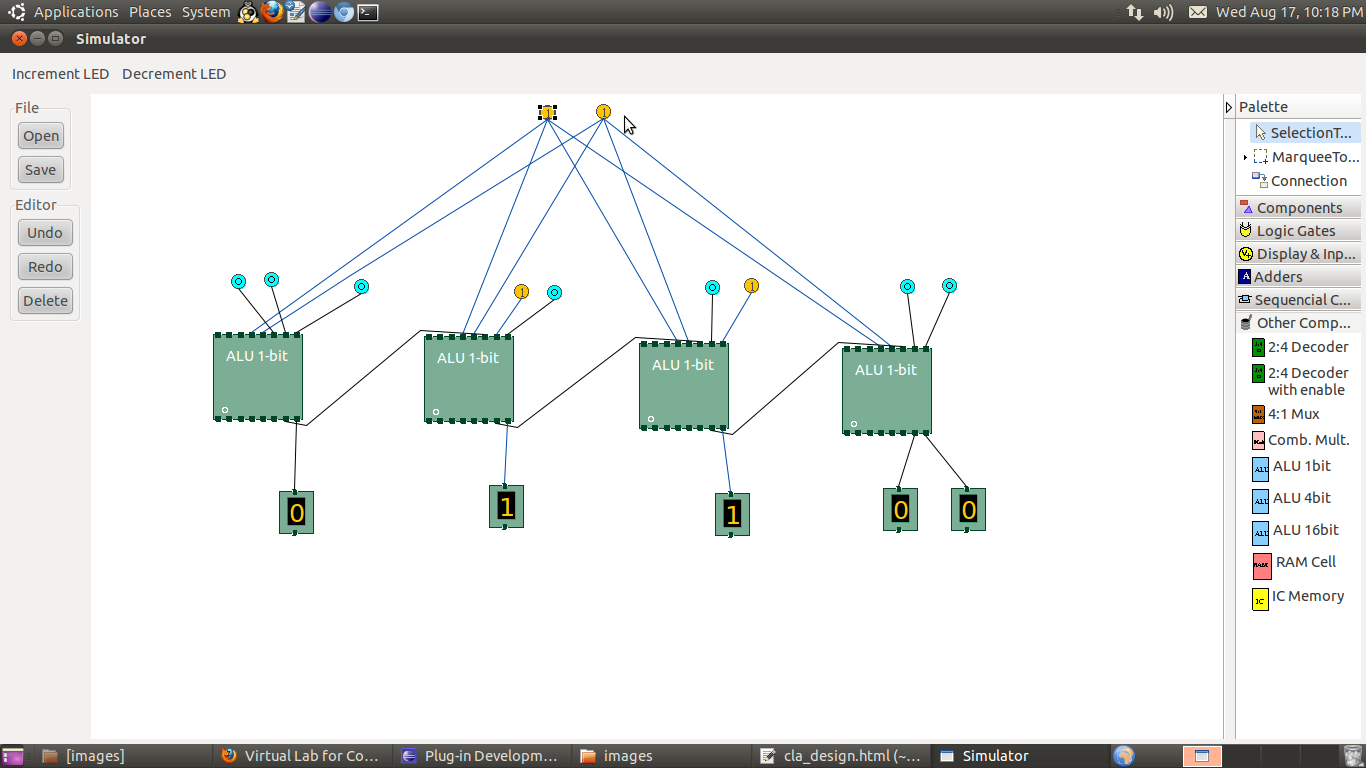 Applications Places System Wed Aug 17, 10:18 PM
Simulator
Increment LED Decrement LED
File
Open
Save
Editor
Undo
Redo
Delete
1 1
1 1
ALU 1-bit ALU 1-bit ALU 1-bit ALU 1-bit
0 1 1 0 0
Palette
SelectionT...
MarqueeTo...
Connection
Components
Logic Gates
Display & Inp...
Adders
Sequencial C...
Other Comp...
2:4 Decoder
2:4 Decoder
with enable
4:1 Mux
Comb. Mult.
ALU 1bit
ALU 4bit
ALU 16bit
RAM Cell
IC Memory
[images] Virtual Lab for Co... Plug-in Developm... images cla_design.html (~... Simulator